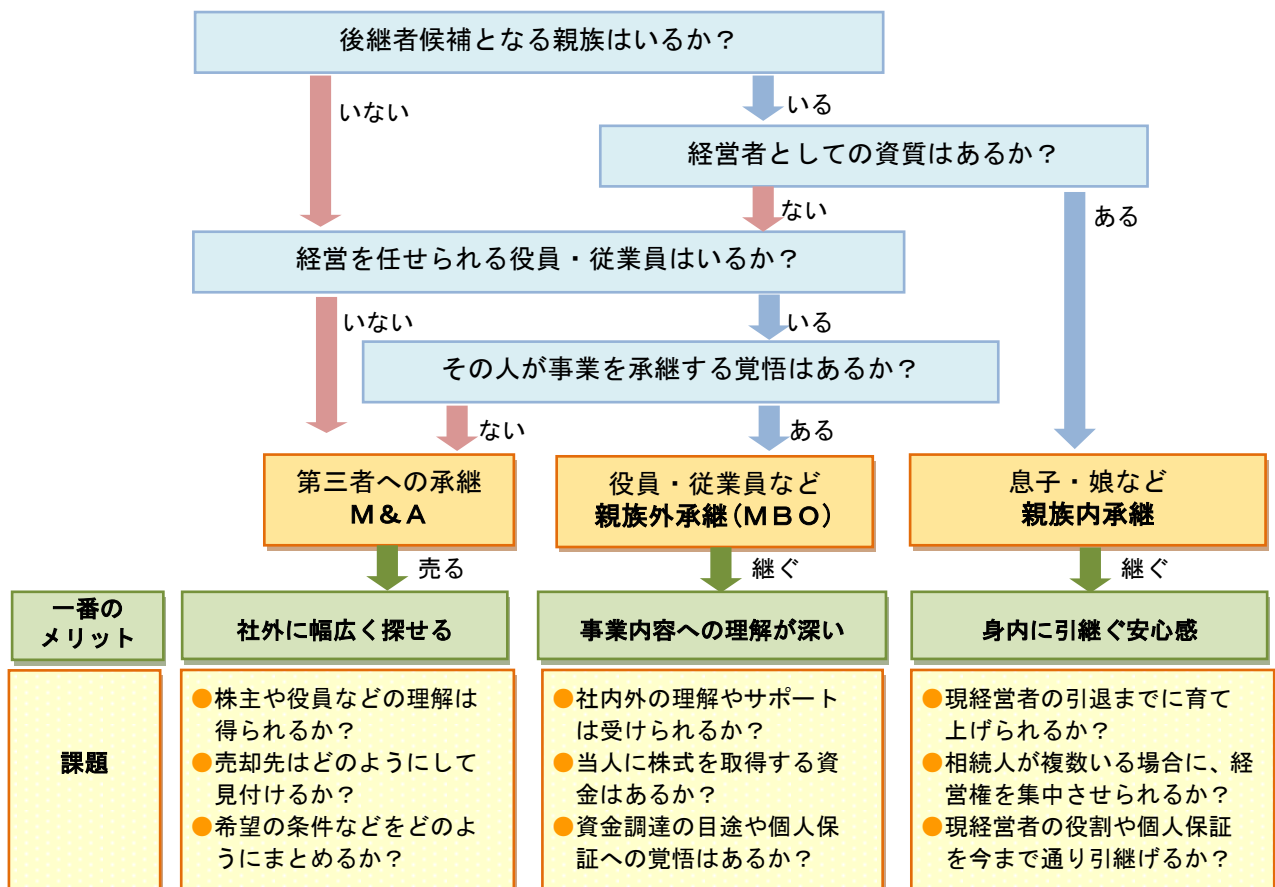 後継者候補となる親族はいるか？
いない
いる
経営者としての資質はあるか？
ない
ある
経営を任せられる役員・従業員はいるか？
いない
いる
その人が事業を承継する覚悟はあるか？
ない
ある
第三者への承継
Ｍ＆Ａ
役員・従業員など
親族外承継(ＭＢＯ)
息子・娘など
親族内承継
売る
継ぐ
継ぐ
一番の
メリット
社外に幅広く探せる
事業内容への理解が深い
身内に引継ぐ安心感
課題
●株主や役員などの理解は
得られるか？
●売却先はどのようにして
見付けるか？
●希望の条件などをどのよ
うにまとめるか？
●社内外の理解やサポート
は受けられるか？
●当人に株式を取得する資
金はあるか？
●資金調達の目途や個人保
証への覚悟はあるか？
●現経営者の引退までに育て
上げられるか？
●相続人が複数いる場合に、経
営権を集中させられるか？
●現経営者の役割や個人保証
を今まで通り引継げるか？